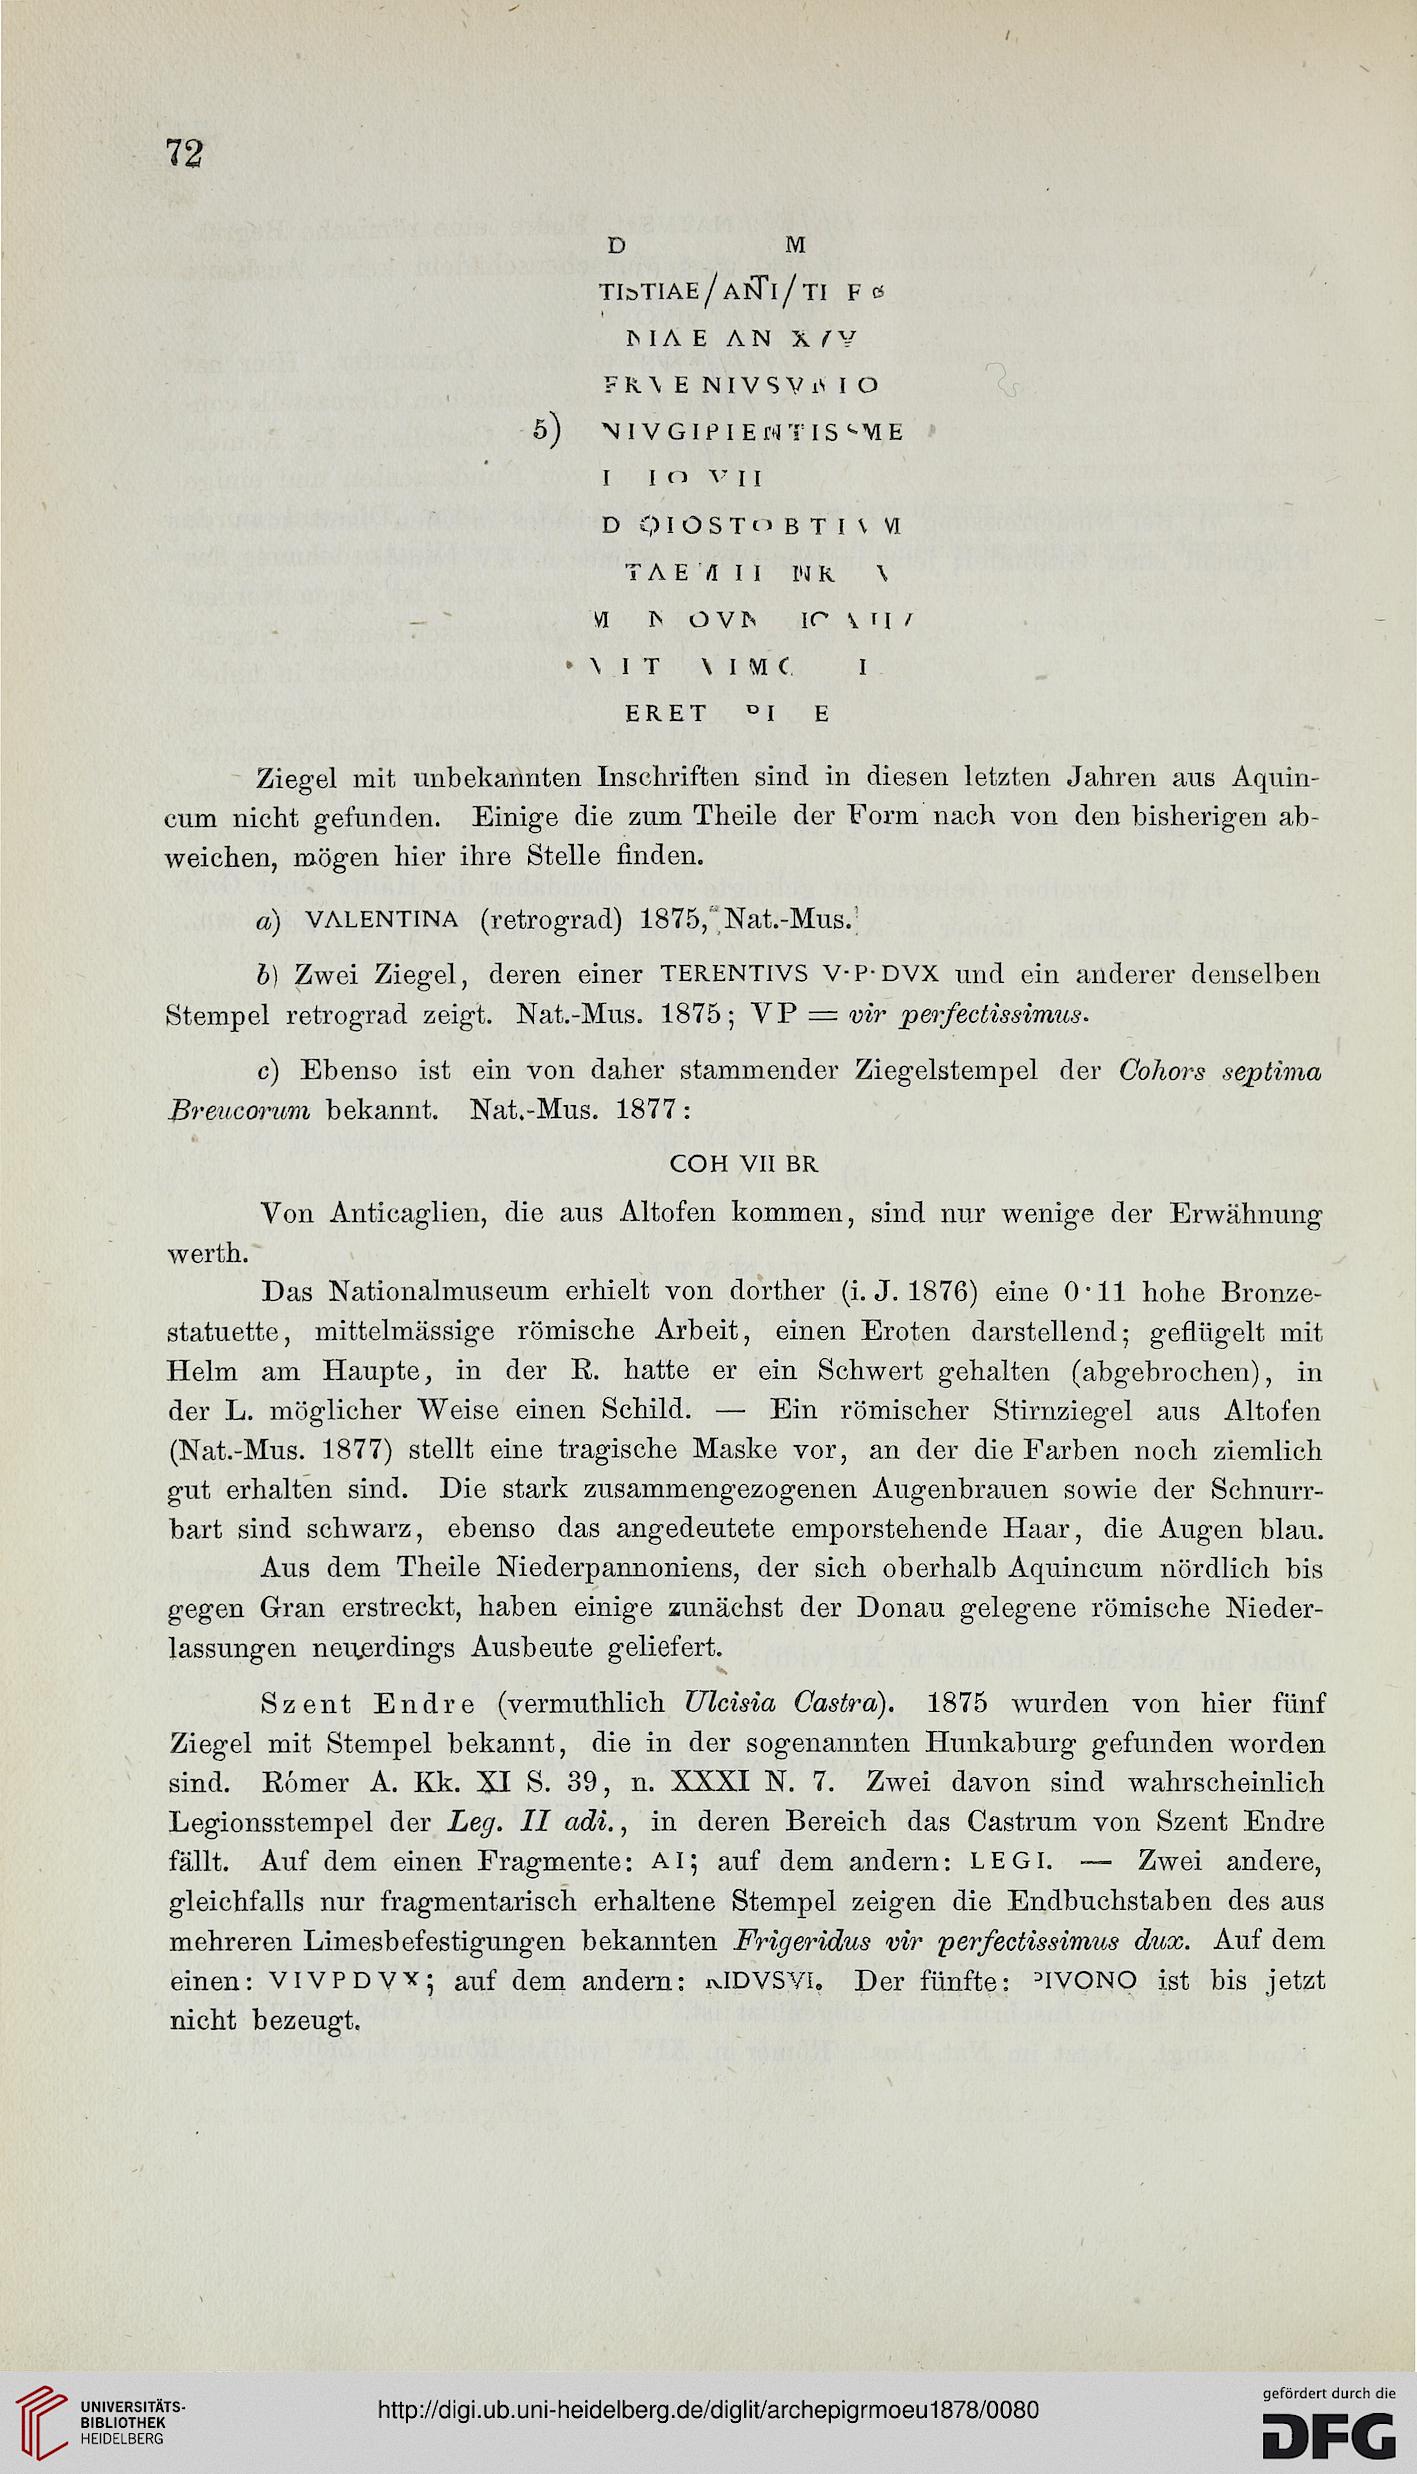 72
D M
TISTIAE/ANTI/TI F
NIAE AN X/V
E NIVSV IO
5) NIVGIPIENTIS ME
I IO VII
D QIOSTOBTI
TAE II
OV
IT
ERET I E
Ziegel mit unbekannten Inschriften sind in diesen letzten Jahren aus Aquin-
cum nicht gefunden. Einige die zum Theile der Form nach von den bisherigen ab-
weichen, mögen hier ihre Stelle finden.
a) VALENTINA (retrograd) 1875, Nat.-Mus.
b) Zwei Ziegel, deren einer TERENTIVS V·P·DVX und ein anderer denselben
Stempel retrograd zeigt. Nat.-Mus. 1875; VP = vir perfectissimus.
c) Ebenso ist ein von daher stammender Ziegelstempel der Cohors septima
Breucorum bekannt. Nat.-Mus. 1877:
COH VII BR
Von Anticaglien, die aus Altofen kommen, sind nur wenige der Erwähnung
werth.
Das Nationalmuseum erhielt von dorther (i. J. 1876) eine 0·11 hohe Bronze-
statuette, mittelmässige römische Arbeit, einen Eroten darstellend; geflügelt mit
Helm am Haupte, in der R. hatte er ein Schwert gehalten (abgebrochen), in
der L. möglicher Weise einen Schild. — Ein römischer Stirnziegel aus Altofen
(Nat.-Mus. 1877) stellt eine tragische Maske vor, an der die Farben noch ziemlich
gut erhalten sind. Die stark zusammengezogenen Augenbrauen sowie der Schnurr-
bart sind schwarz, ebenso das angedeutete emporstehende Haar, die Augen blau.
Aus dem Theile Niederpannoniens, der sich oberhalb Aquincum nördlich bis
gegen Gran erstreckt, haben einige zunächst der Donau gelegene römische Nieder-
lassungen neuerdings Ausbeute geliefert.
Szent Endre (vermuthlich Ulcisia Castra). 1875 wurden von hier fünf
Ziegel mit Stempel bekannt, die in der sogenannten Hunkaburg gefunden worden
sind. Rómer A. Kk. XI S. 39, n. XXXI N. 7. Zwei davon sind wahrscheinlich
Legionsstempel der Leg. II adi., in deren Bereich das Castrum von Szent Endre
fällt. Auf dem einen Fragmente: AI; auf dem andern: LEGI. — Zwei andere,
gleichfalls nur fragmentarisch erhaltene Stempel zeigen die Endbuchstaben des aus
mehreren Limesbefestigungen bekannten Frigeridus vir perfectissimus dux. Auf dem
einen: VIVPDVX; auf dem andern: RIDVSVI. Der fünfte: IVONO ist bis jetzt
nicht bezeugt.
UNIVERSITÄTS-
BIBLIOTHEK
HEIDELBERG
http://digi.ub.uni-heidelberg.de/diglit/archepigrmoeu1878/0080
gefördert durch die
DFG